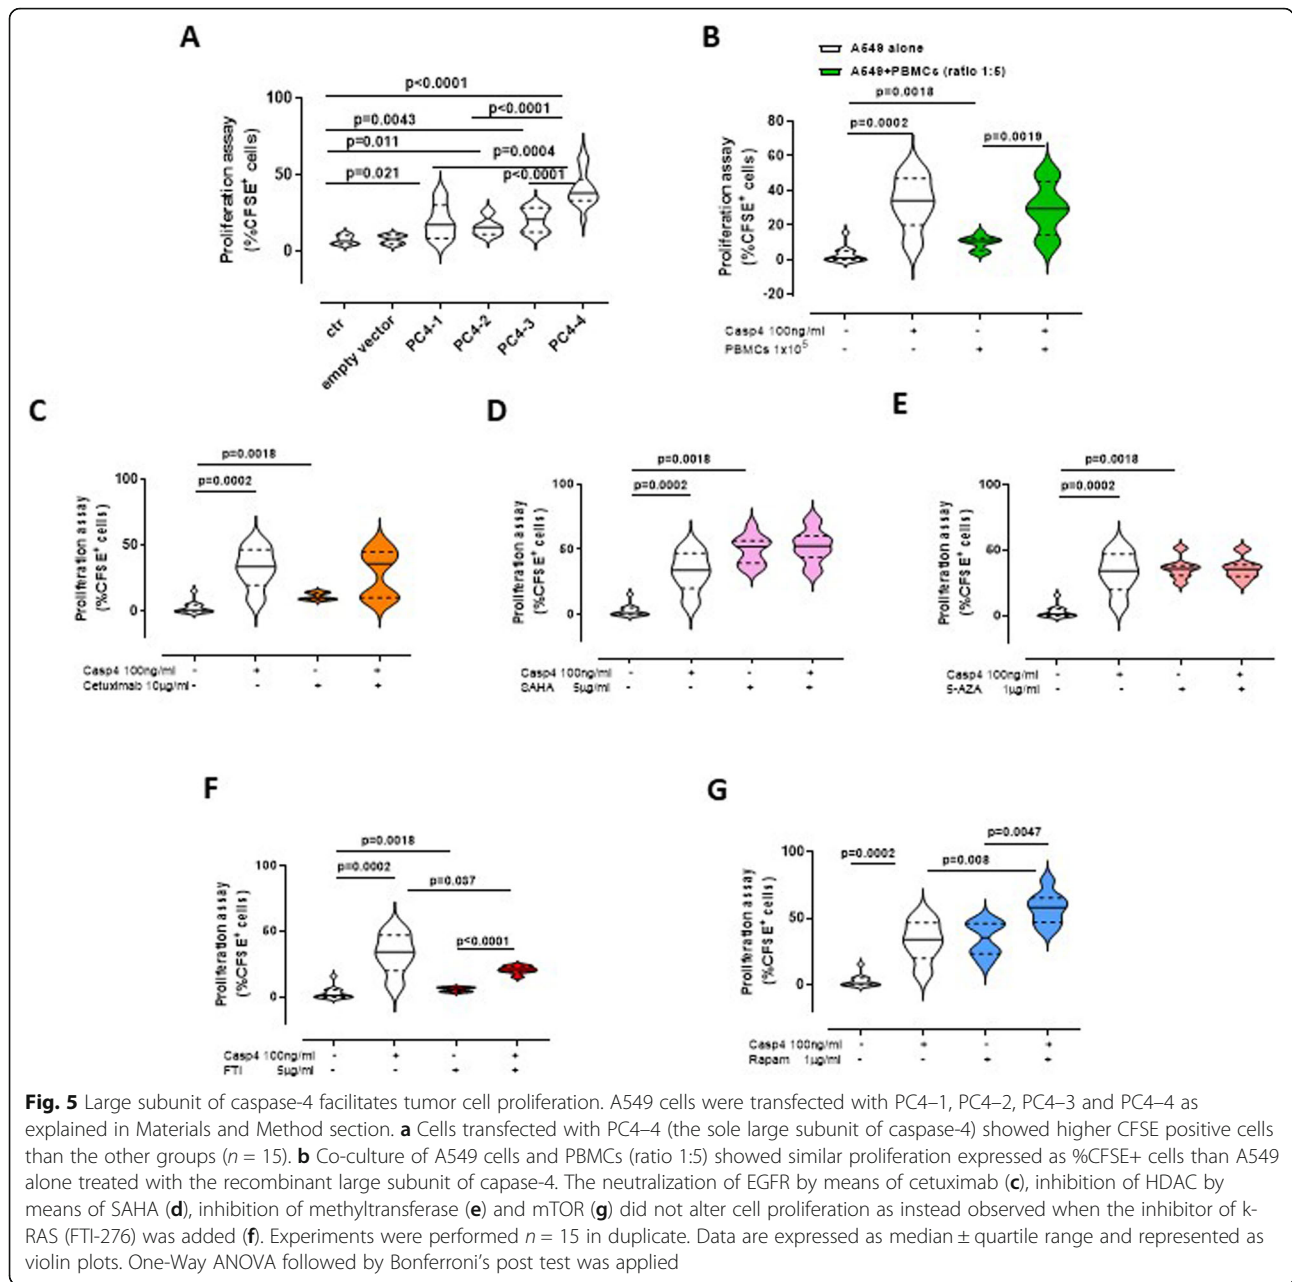 A
p<0.0001
p<0.0001
p=0.0043
p=0.011
p=0.0004
p=0.021
p<0.0001
Proliferation assay
(%CFSE+ cells)
100
50
0
ctr
empty vector
PC4-1
PC4-2
PC4-3
PC4-4
B
A549 alone
A549+PBMCs (ratio 1:5)
p=0.0018
p=0.0002
p=0.0019
Proliferation assay
(%CFSE+ cells)
80
60
40
20
0
-20
Casp4 100ng/ml - + - +
PBMCs 1x10^5 - - + +
C
p=0.0018
p=0.0002
Proliferation assay
(%CFSE+ cells)
100
50
0
Casp4 100ng/ml - + - +
Cetuximab 10µg/ml - - + +
D
p=0.0018
p=0.0002
Proliferation assay
(%CFSE+ cells)
100
50
0
Casp4 100ng/ml - + - +
SAHA 5µg/ml - - + +
E
p=0.0018
p=0.0002
Proliferation assay
(%CFSE+ cells)
100
50
0
Casp4 100ng/ml - + - +
5-AZA 1µg/ml - - + +
F
p=0.0018
p=0.0002
p=0.037
p<0.0001
Proliferation assay
(%CFSE+ cells)
100
50
0
Casp4 100ng/ml - + - +
FTI 5µg/ml - - + +
G
p=0.0047
p=0.0002
p=0.008
Proliferation assay
(%CFSE+ cells)
100
50
0
Casp4 100ng/ml - + - +
Rapam 1µg/ml - - + +
Fig. 5 Large subunit of caspase-4 facilitates tumor cell proliferation. A549 cells were transfected with PC4–1, PC4–2, PC4–3 and PC4–4 as
explained in Materials and Method section. a Cells transfected with PC4–4 (the sole large subunit of caspase-4) showed higher CFSE positive cells
than the other groups (n = 15). b Co-culture of A549 cells and PBMCs (ratio 1:5) showed similar proliferation expressed as %CFSE+ cells than A549
alone treated with the recombinant large subunit of capase-4. The neutralization of EGFR by means of cetuximab (c), inhibition of HDAC by
means of SAHA (d), inhibition of methyltransferase (e) and mTOR (g) did not alter cell proliferation as instead observed when the inhibitor of k-
RAS (FTI-276) was added (f). Experiments were performed n = 15 in duplicate. Data are expressed as median ± quartile range and represented as
violin plots. One-Way ANOVA followed by Bonferroni's post test was applied